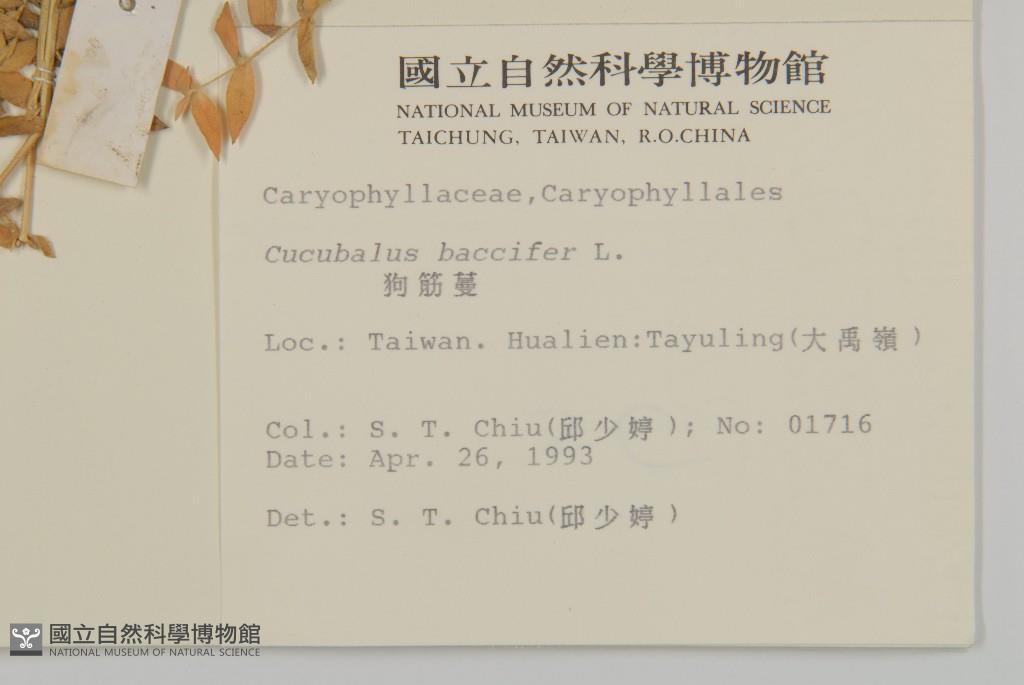 國立自然科學博物館
NATIONAL MUSEUM OF NATURAL SCIENCE
TAICHUNG, TAIWAN, R.O.CHINA
Caryophyllaceae,Caryophyllales
Cucubalus baccifer L.
狗筋蔓
Loc.: Taiwan. Hualien:Tayuling(大禹嶺)
Col.: S. T. Chiu(邱少婷); No: 01716
Date: Apr. 26, 1993
Det.: S. T. Chiu(邱少婷)
國立自然科學博物館
NATIONAL MUSEUM OF NATURAL SCIENCE